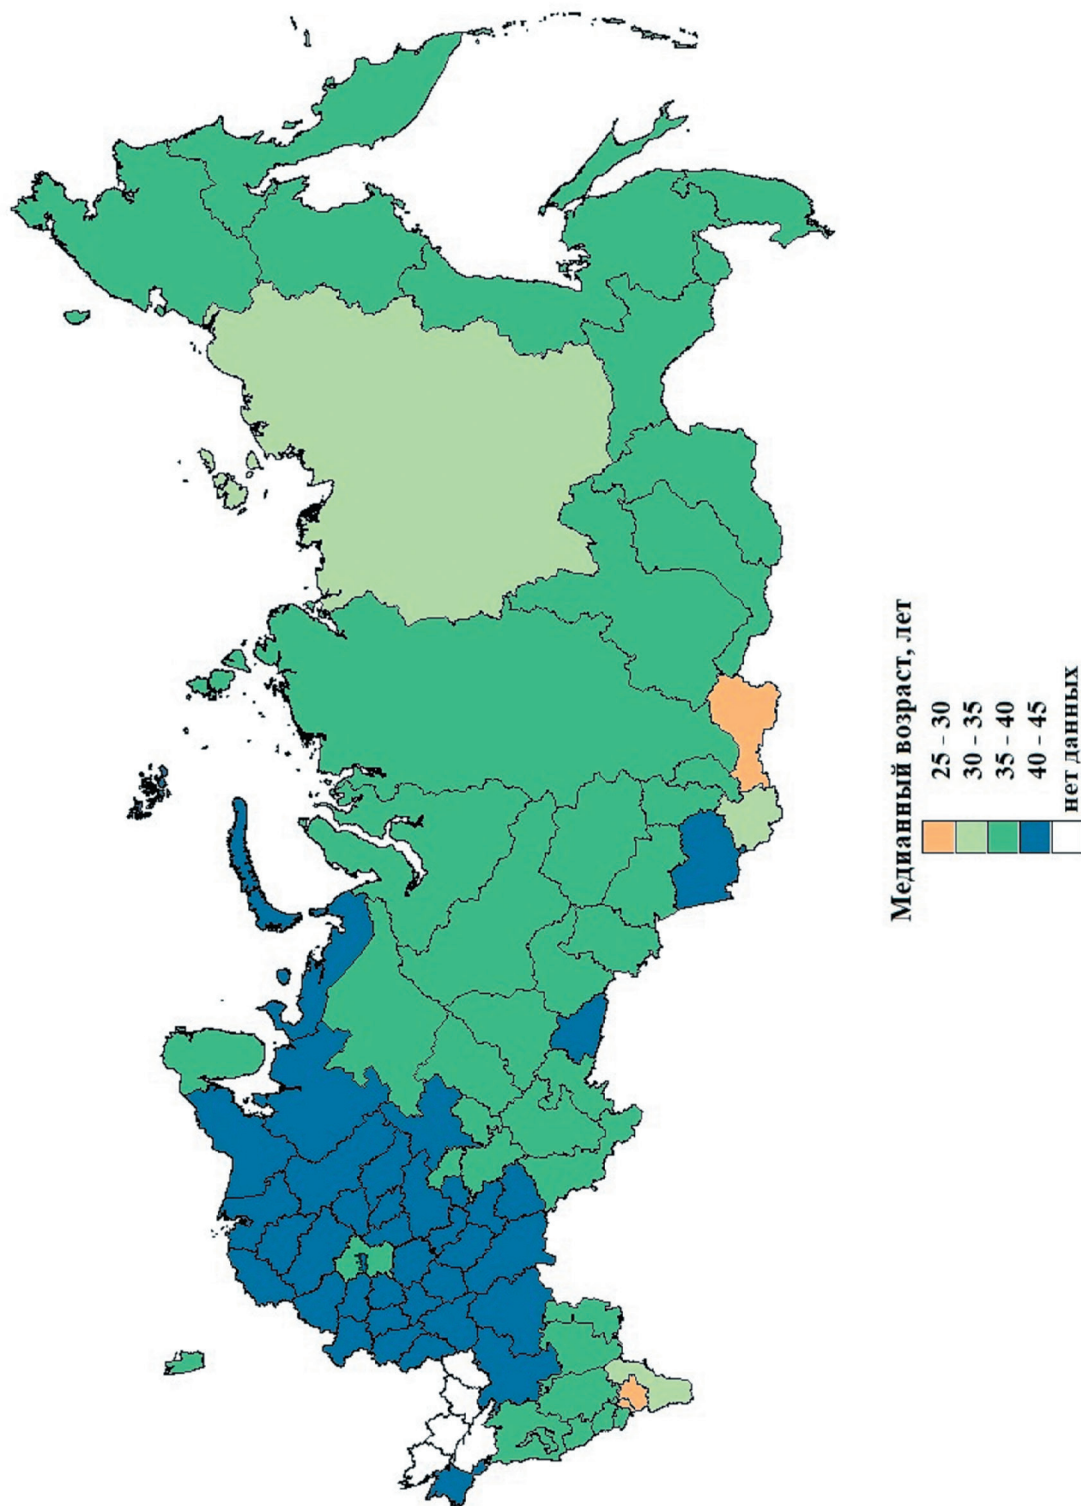 Медианный возраст, лет
25 – 30
30 – 35
35 – 40
40 – 45
нет данных